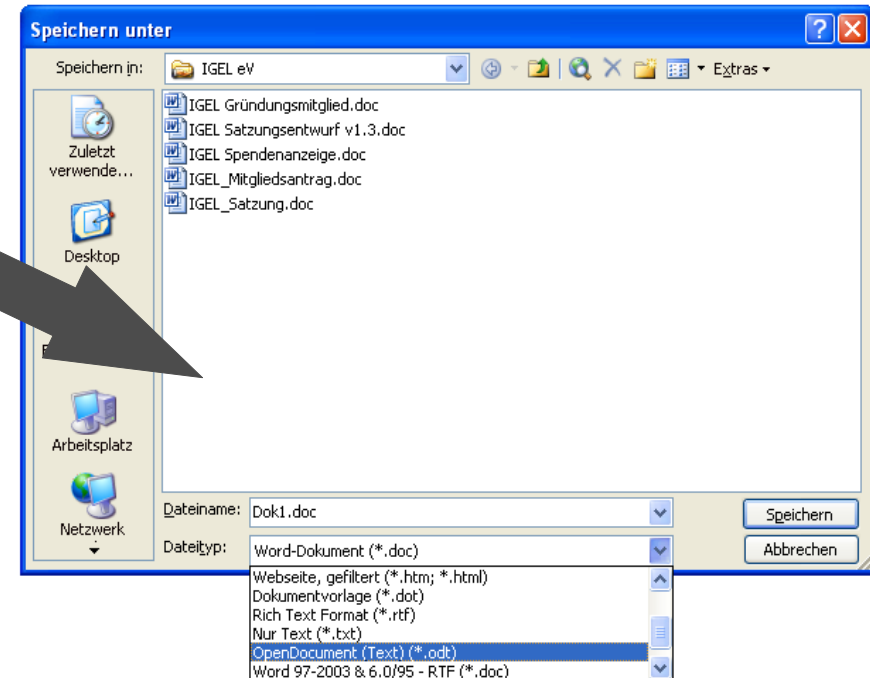 Speichern unter
Speichern in:
IGEL eV
Extras
IGEL Gründungsmitglied.doc
IGEL Satzungsentwurf v1.3.doc
IGEL Spendenanzeige.doc
IGEL_Mitgliedsantrag.doc
IGEL_Satzung.doc
Zuletzt
verwende...
Desktop
Arbeitsplatz
Netzwerk
Dateiname:
Dok1.doc
Speichern
Dateityp:
Word-Dokument (*.doc)
Abbrechen
Webseite, gefiltert (*.htm; *.html)
Dokumentvorlage (*.dot)
Rich Text Format (*.rtf)
Nur Text (*.txt)
OpenDocument (Text) (*.odt)
Word 97-2003 & 6.0/95 - RTF (*.doc)